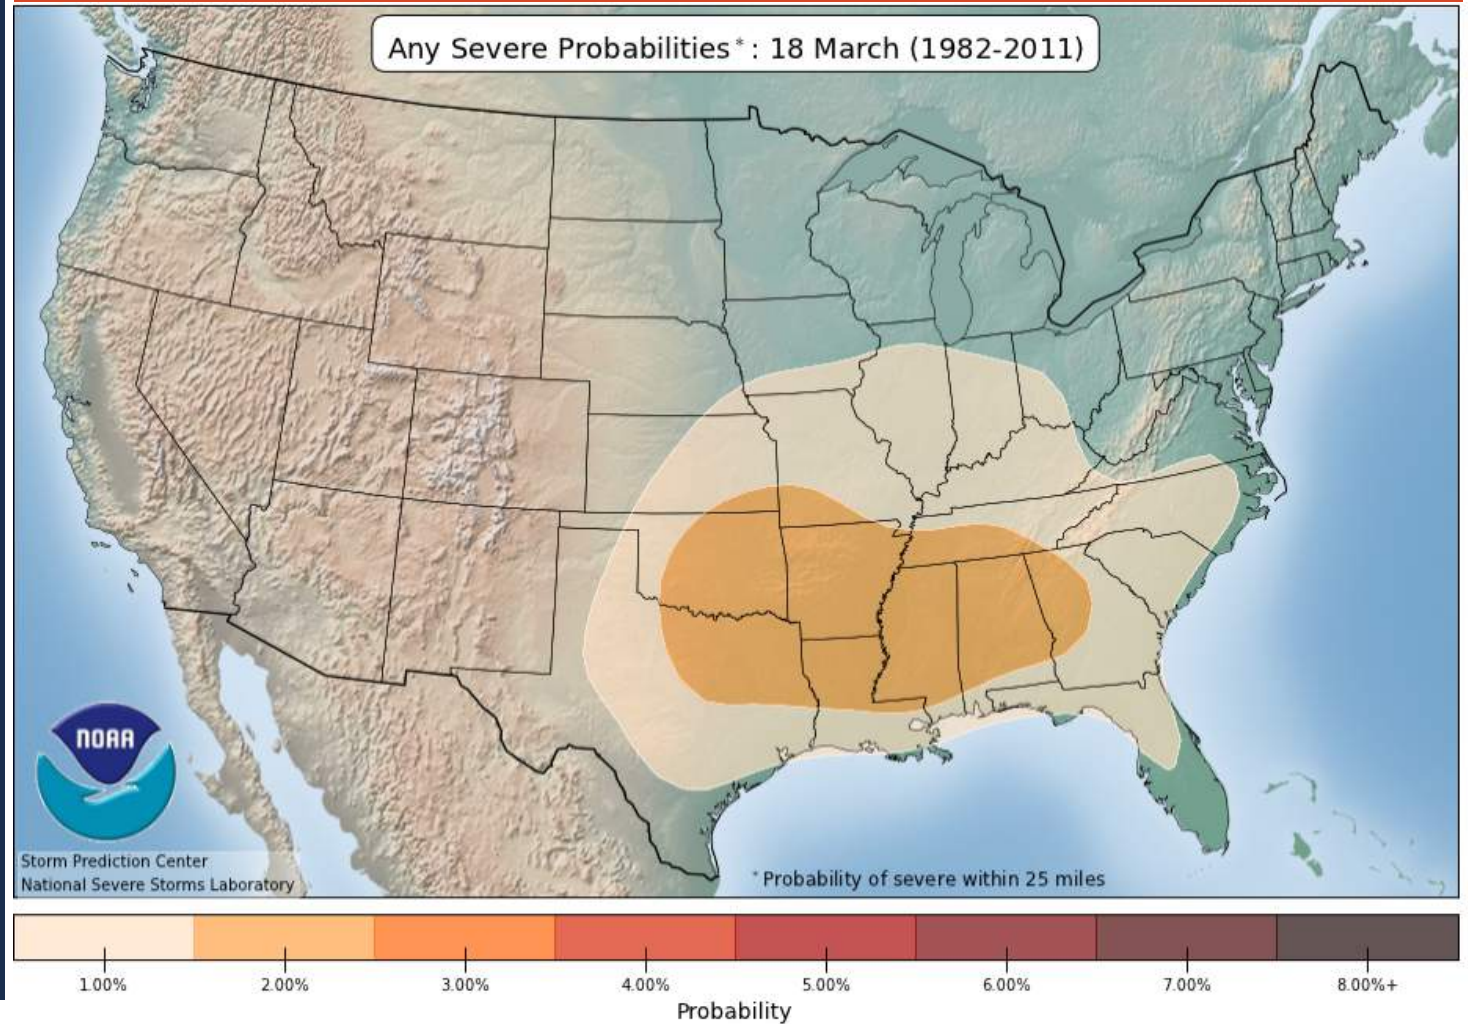 Any Severe Probabilities* : 18 March (1982-2011)
NOAA
Storm Prediction Center
National Severe Storms Laboratory
*Probability of severe within 25 miles
1.00% 2.00% 3.00% 4.00% 5.00% 6.00% 7.00% 8.00%+
Probability